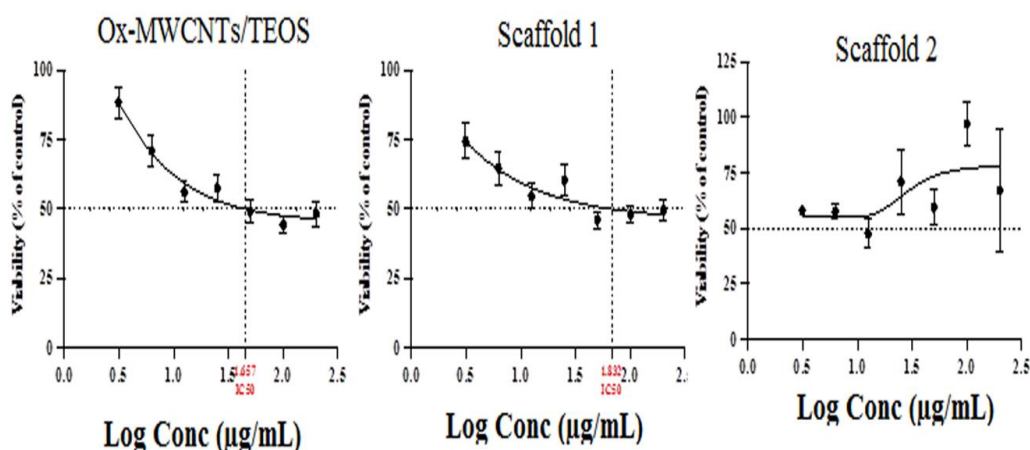 Ox-MWCNTs/TEOS
Viability (% of control)
100
75
50
25
0
0.0 0.5 1.0 1.5 2.0 2.5
1.657
IC50
Log Conc (µg/mL)
Scaffold 1
Viability (% of control)
100
75
50
25
0
0.0 0.5 1.0 1.5 2.0 2.5
1.832
IC50
Log Conc (µg/mL)
Scaffold 2
Viability (% of control)
125
100
75
50
25
0
0.0 0.5 1.0 1.5 2.0 2.5
Log Conc (µg/mL)